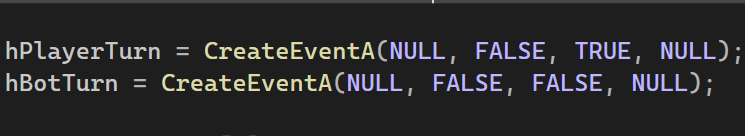 hPlayerTurn = CreateEventA(NULL, FALSE, TRUE, NULL);
hBotTurn = CreateEventA(NULL, FALSE, FALSE, NULL);